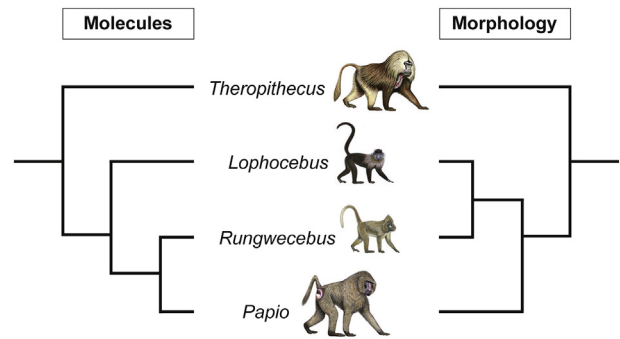 Molecules
Morphology
Theropithecus
Lophocebus
Rungwecebus
Papio